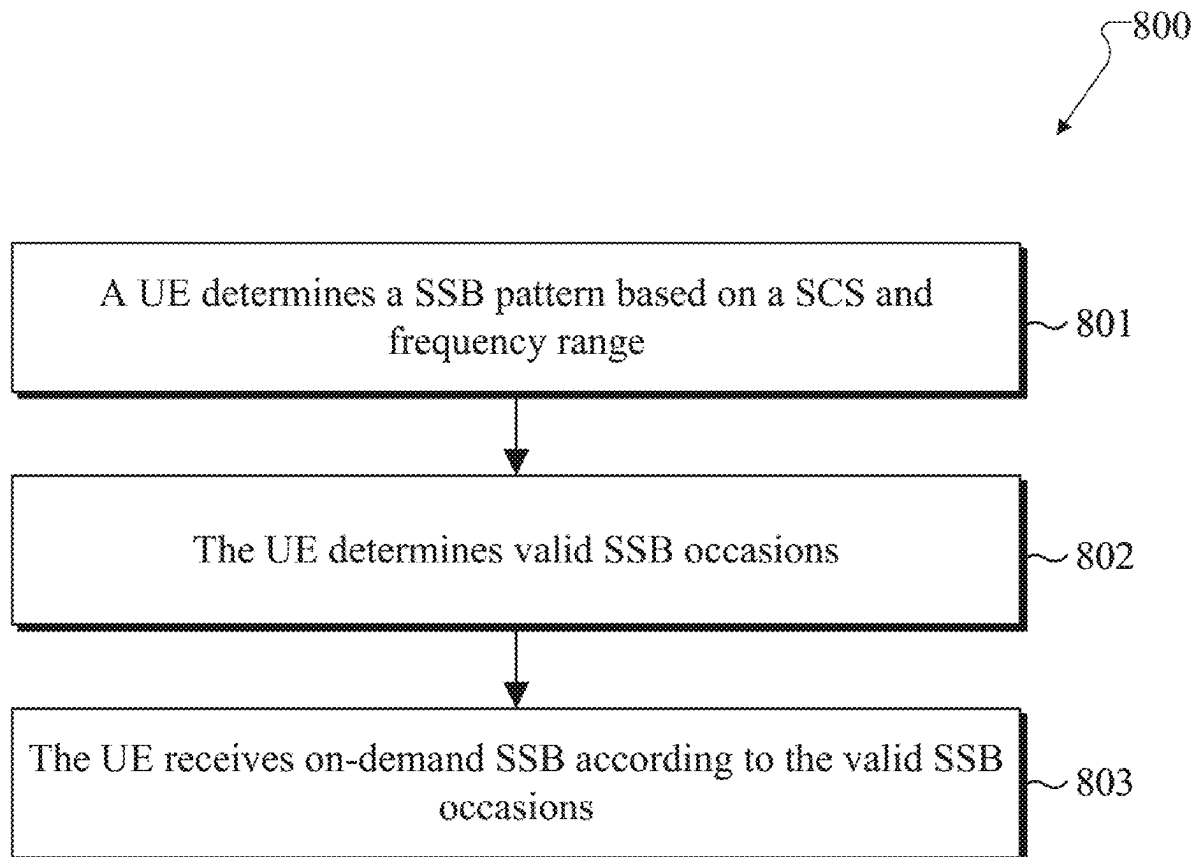 800
A UE determines a SSB pattern based on a SCS and
frequency range
801
The UE determines valid SSB occasions
802
The UE receives on-demand SSB according to the valid SSB
occasions
803